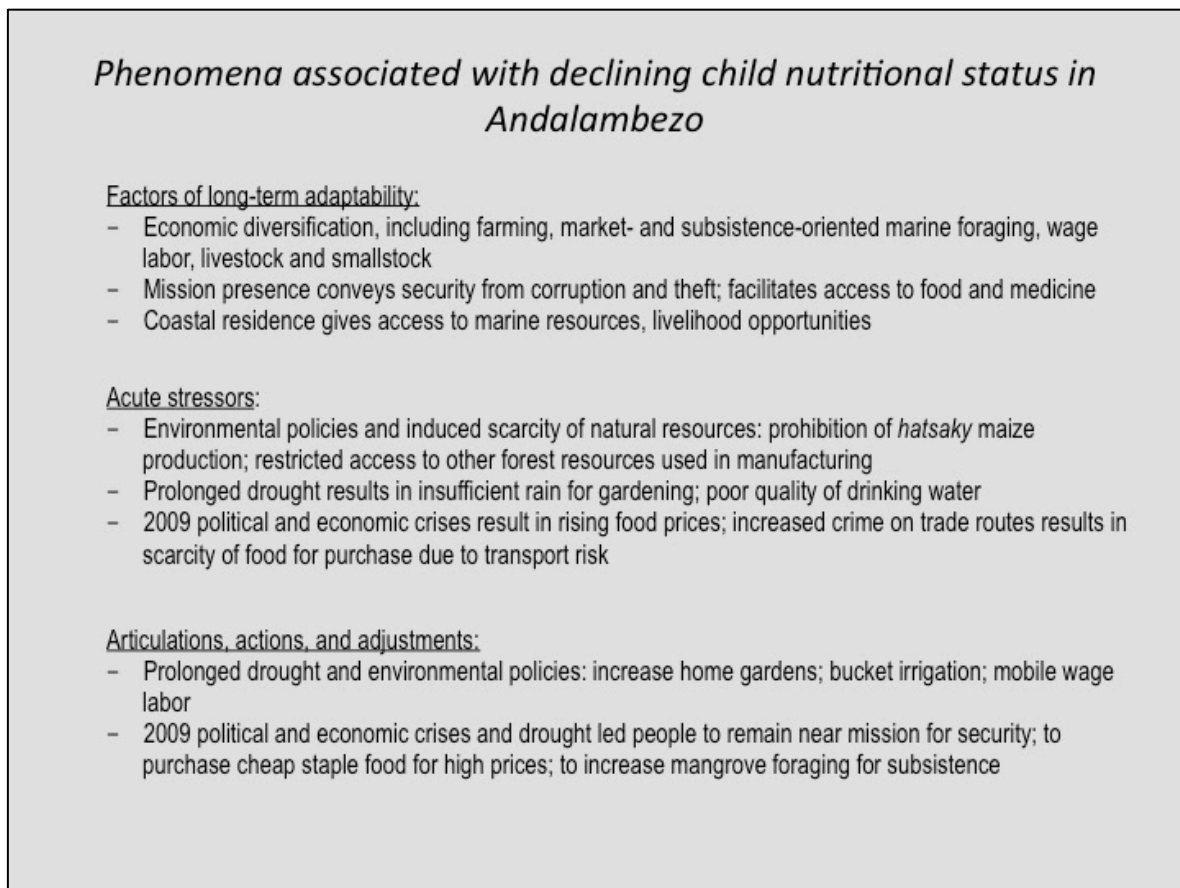 Phenomena associated with declining child nutritional status in
Andalambezo
Factors of long-term adaptability:
– Economic diversification, including farming, market- and subsistence-oriented marine foraging, wage
labor, livestock and smallstock
– Mission presence conveys security from corruption and theft; facilitates access to food and medicine
– Coastal residence gives access to marine resources, livelihood opportunities
Acute stressors:
– Environmental policies and induced scarcity of natural resources: prohibition of hatsaky maize
production; restricted access to other forest resources used in manufacturing
– Prolonged drought results in insufficient rain for gardening; poor quality of drinking water
– 2009 political and economic crises result in rising food prices; increased crime on trade routes results in
scarcity of food for purchase due to transport risk
Articulations, actions, and adjustments:
– Prolonged drought and environmental policies: increase home gardens; bucket irrigation; mobile wage
labor
– 2009 political and economic crises and drought led people to remain near mission for security; to
purchase cheap staple food for high prices; to increase mangrove foraging for subsistence